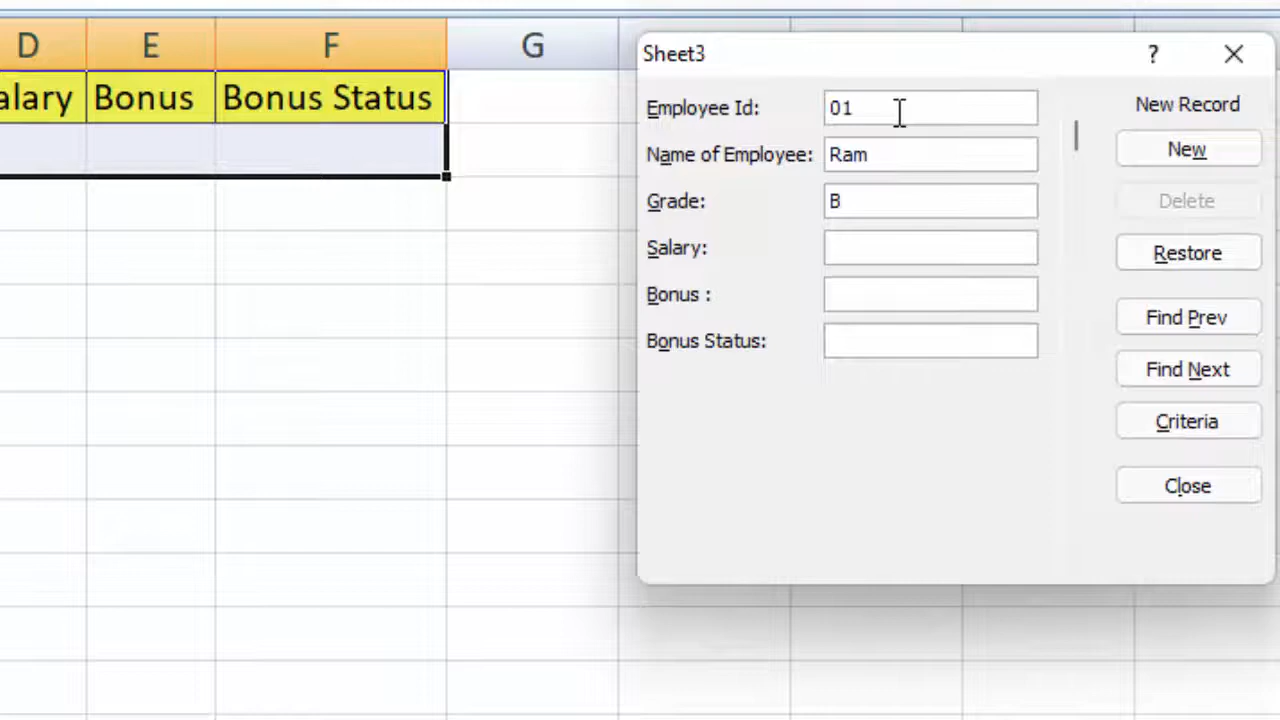 D E F G
alary Bonus Bonus Status
Sheet3 ?
Employee Id: 01
New Record
Name of Employee: Ram
New
Grade: B
Delete
Salary:
Restore
Bonus :
Find Prev
Bonus Status:
Find Next
Criteria
Close